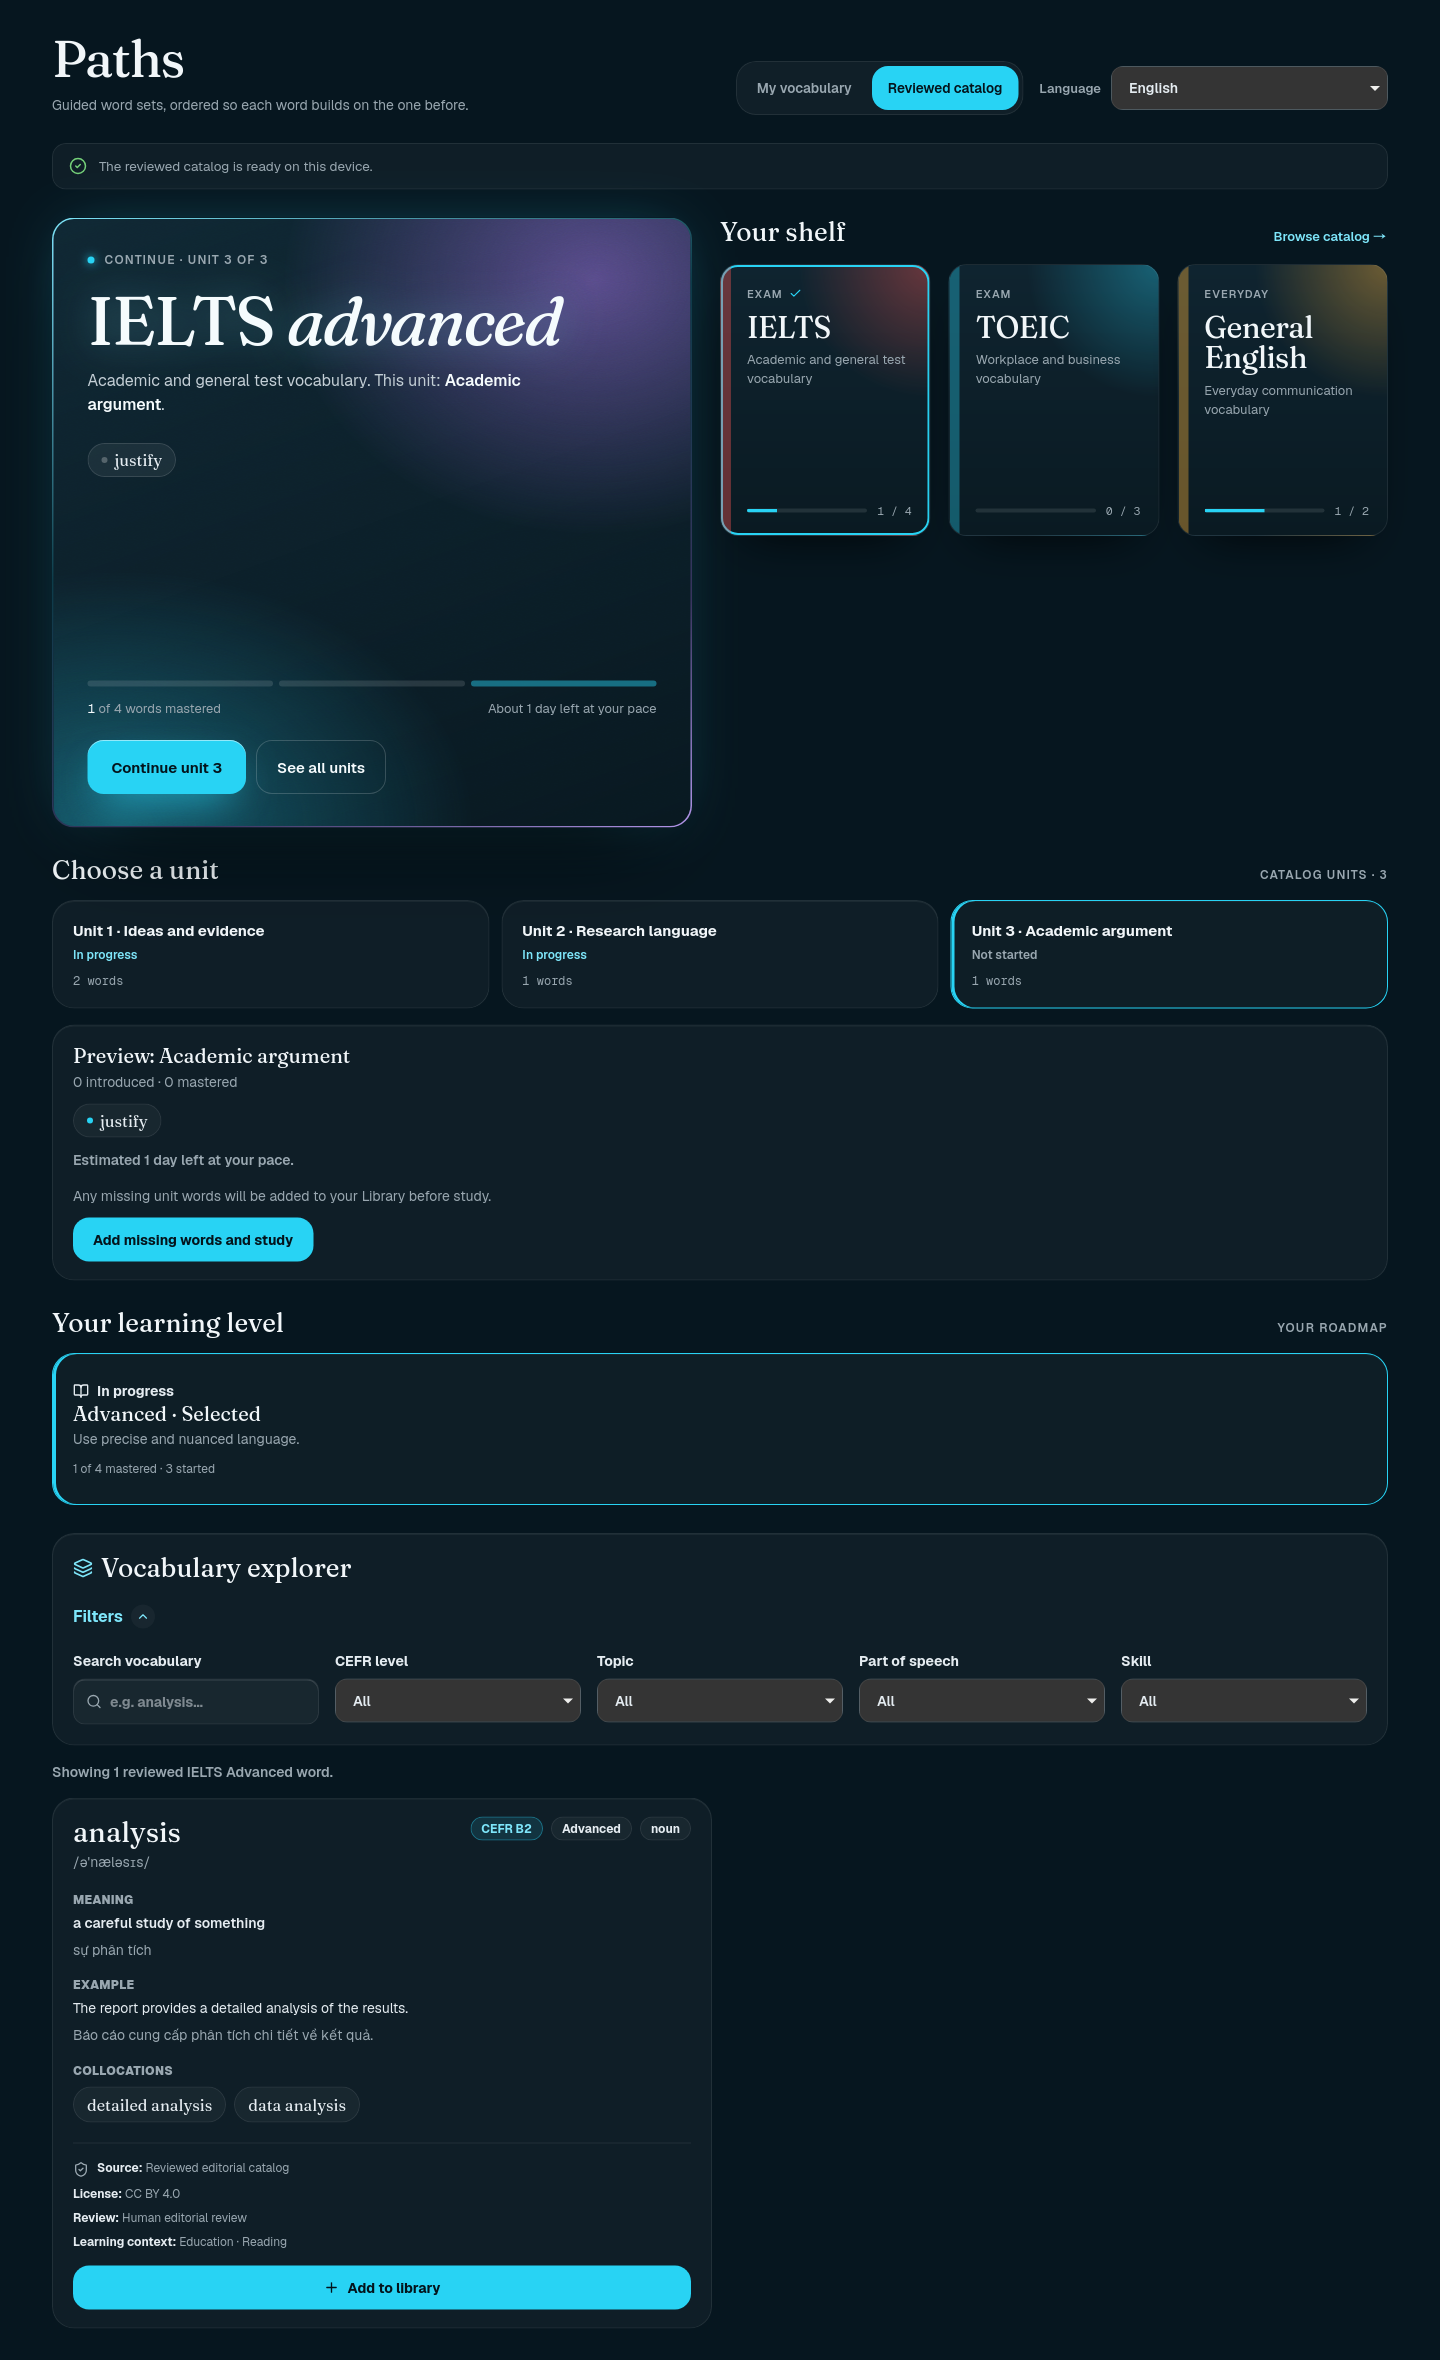 Paths
Guided word sets, ordered so each word builds on the one before.
My vocabulary
Reviewed catalog
Language
English
The reviewed catalog is ready on this device.
CONTINUE · UNIT 3 OF 3
IELTS advanced
Academic and general test vocabulary. This unit: Academic
argument.
justify
1 of 4 words mastered
About 1 day left at your pace
Continue unit 3
See all units
Your shelf
Browse catalog →
EXAM
IELTS
Academic and general test
vocabulary
1 / 4
EXAM
TOEIC
Workplace and business
vocabulary
0 / 3
EVERYDAY
General
English
Everyday communication
vocabulary
1 / 2
Choose a unit
CATALOG UNITS · 3
Unit 1 · Ideas and evidence
In progress
2 words
Unit 2 · Research language
In progress
1 words
Unit 3 · Academic argument
Not started
1 words
Preview: Academic argument
0 introduced · 0 mastered
justify
Estimated 1 day left at your pace.
Any missing unit words will be added to your Library before study.
Add missing words and study
Your learning level
YOUR ROADMAP
In progress
Advanced · Selected
Use precise and nuanced language.
1 of 4 mastered · 3 started
Vocabulary explorer
Filters
Search vocabulary
e.g. analysis...
CEFR level
All
Topic
All
Part of speech
All
Skill
All
Showing 1 reviewed IELTS Advanced word.
analysis
CEFR B2
Advanced
noun
/əˈnæləsɪs/
MEANING
a careful study of something
sự phân tích
EXAMPLE
The report provides a detailed analysis of the results.
Báo cáo cung cấp phân tích chi tiết về kết quả.
COLLOCATIONS
detailed analysis
data analysis
Source: Reviewed editorial catalog
License: CC BY 4.0
Review: Human editorial review
Learning context: Education · Reading
Add to library